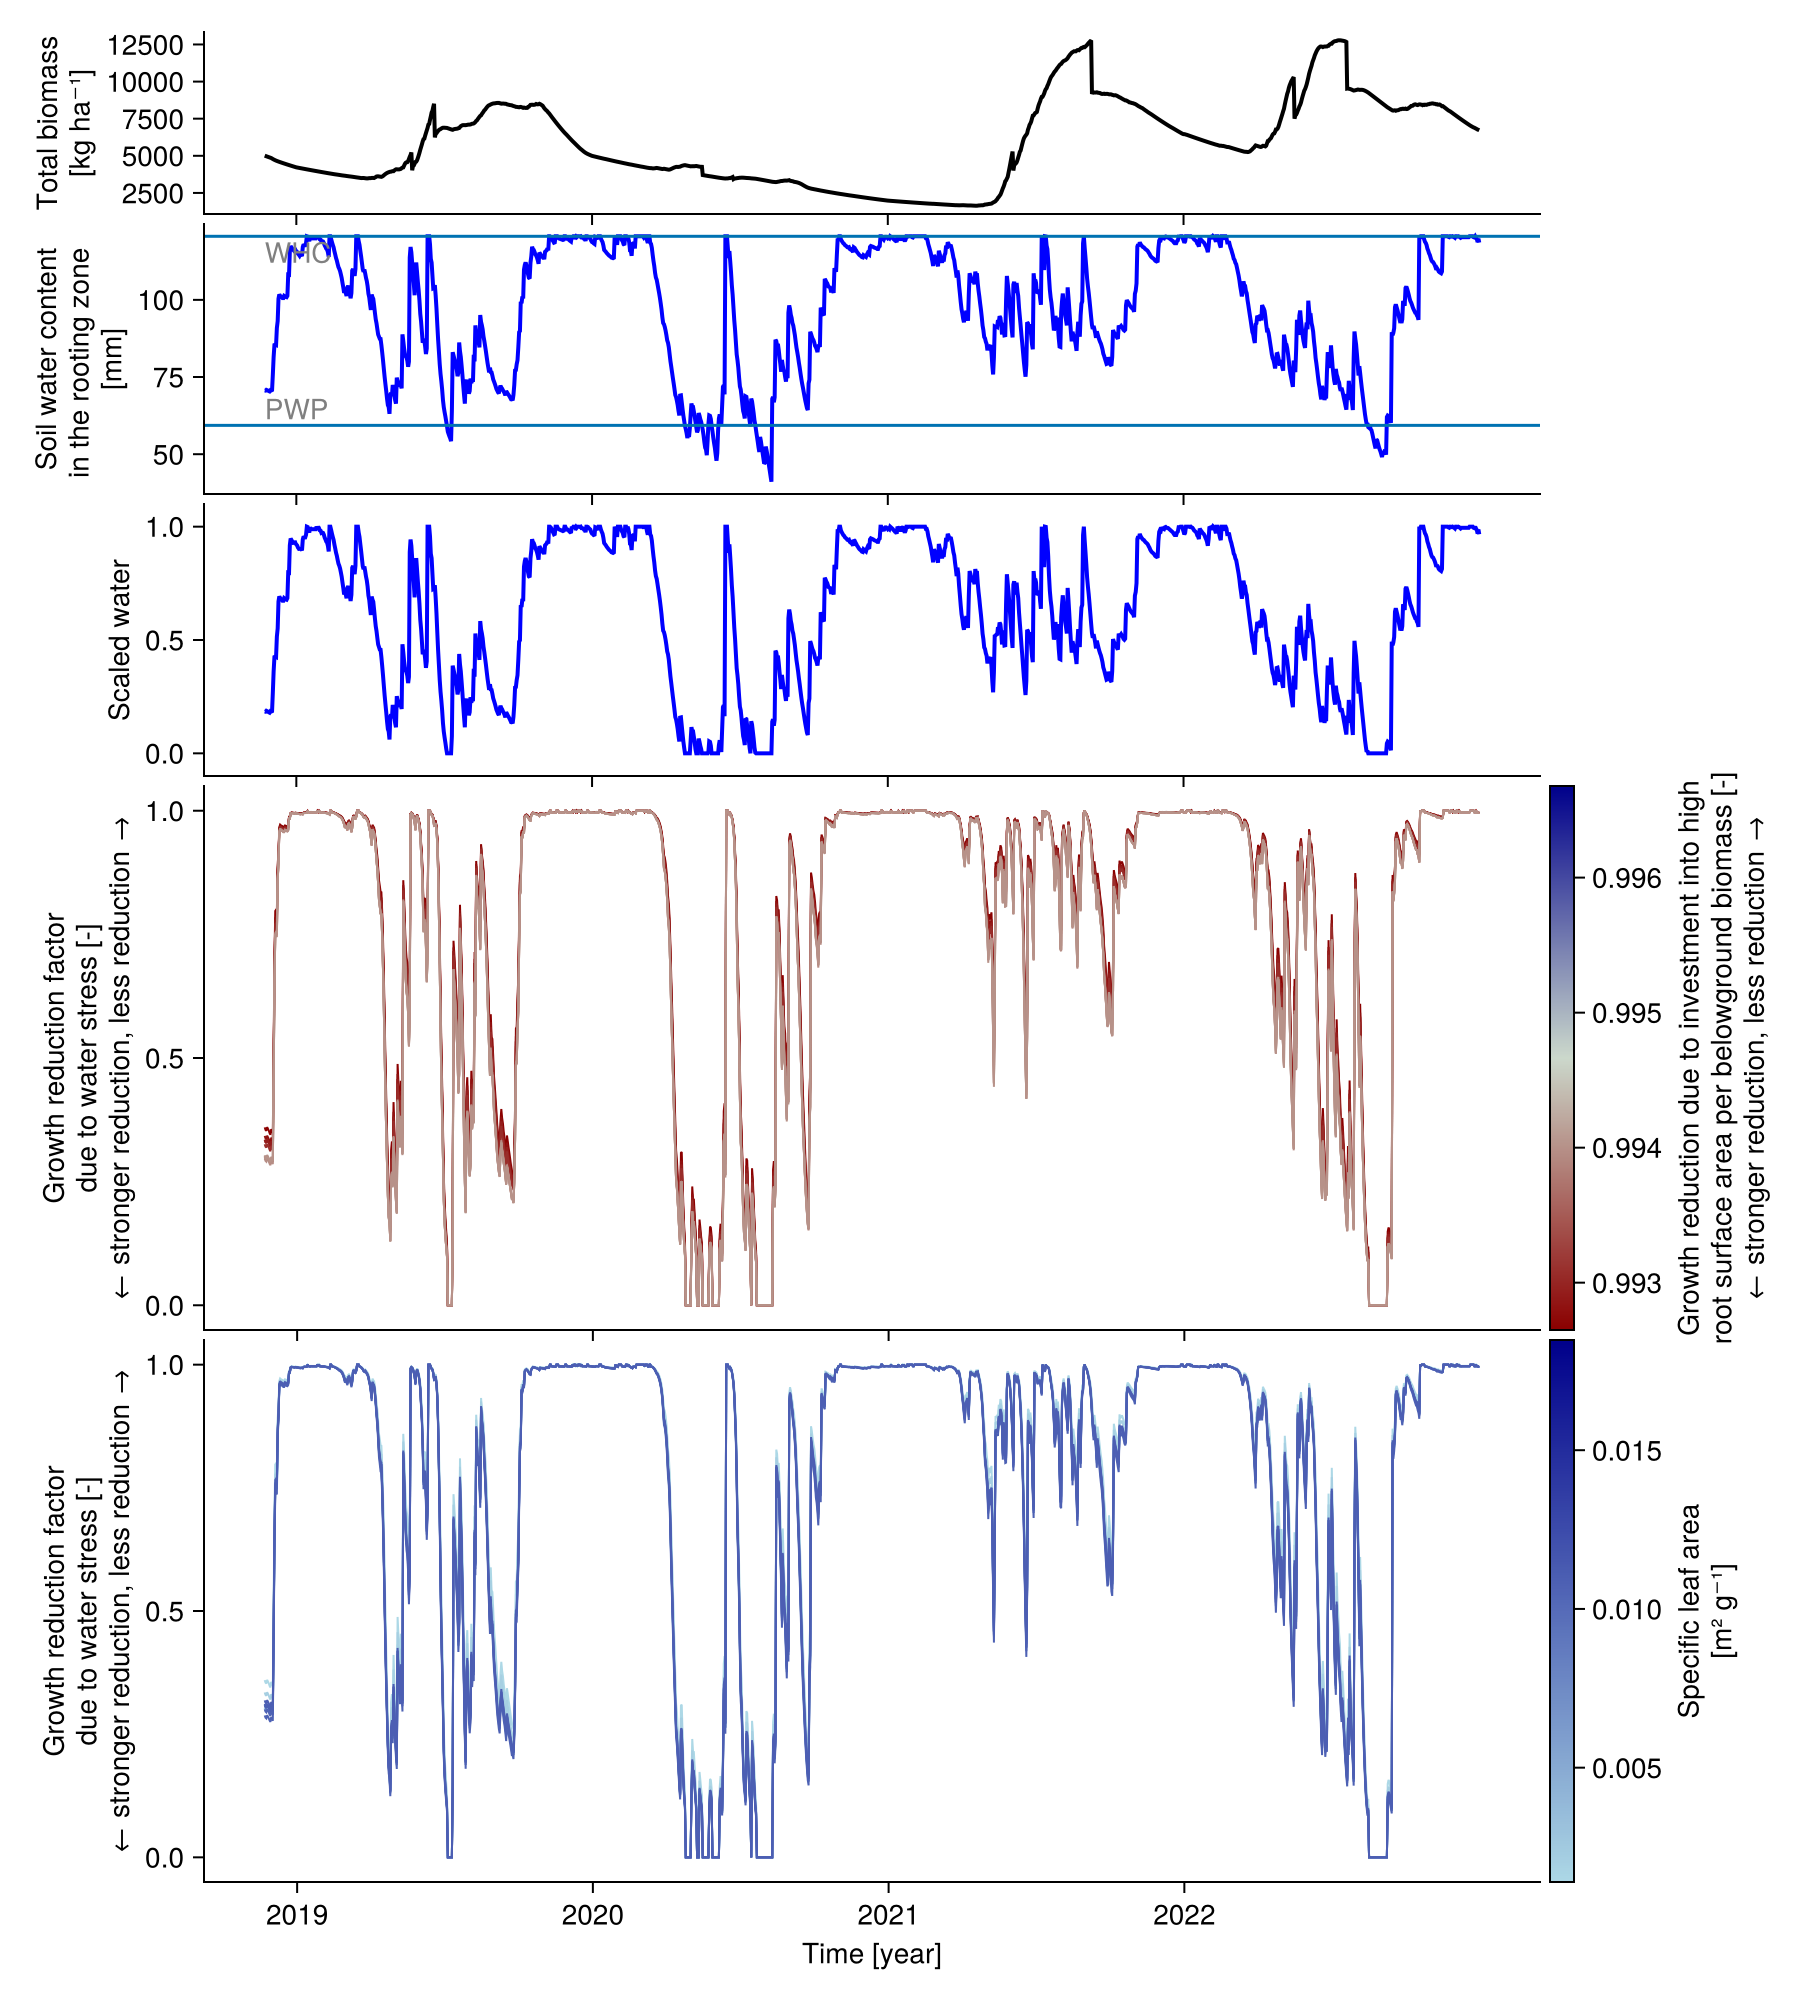 Total biomass
[kg ha⁻¹]
12500
10000
7500
5000
2500
Soil water content
in the rooting zone
[mm]
100
75
50
WHC
PWP
Scaled water
1.0
0.5
0.0
Growth reduction factor
due to water stress [-]
← stronger reduction, less reduction →
1.0
0.5
0.0
0.996
0.995
0.994
0.993
Growth reduction due to investment into high
root surface area per belowground biomass [-]
← stronger reduction, less reduction →
Growth reduction factor
due to water stress [-]
← stronger reduction, less reduction →
1.0
0.5
0.0
0.015
0.010
0.005
Specific leaf area
[m² g⁻¹]
2019
2020
2021
2022
Time [year]